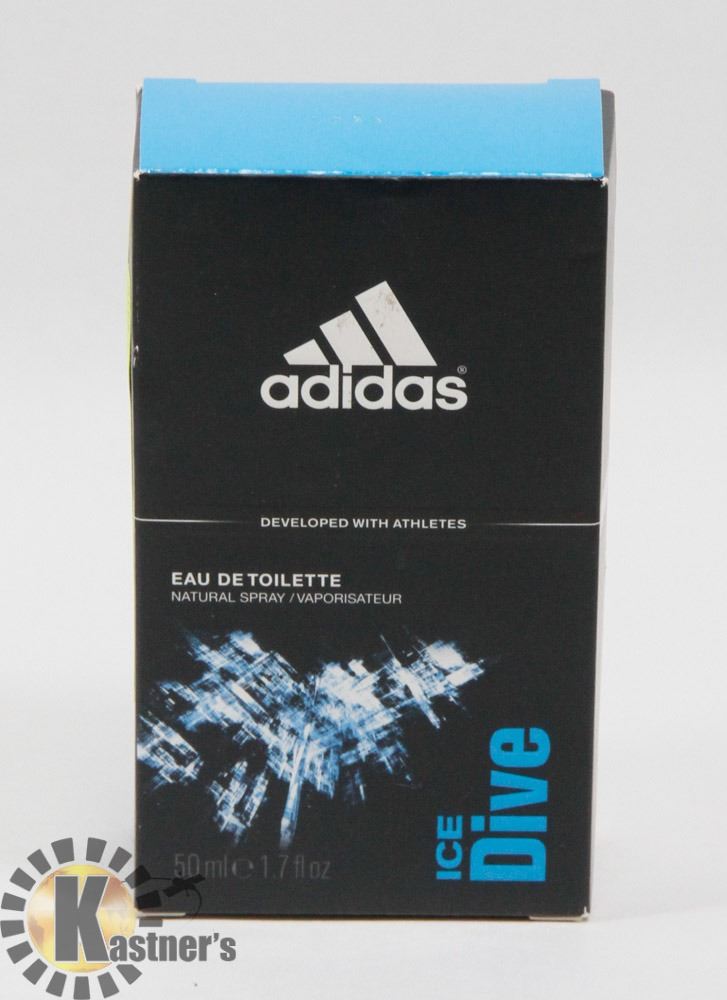 adidas®
DEVELOPED WITH ATHLETES
EAU DE TOILETTE
NATURAL SPRAY / VAPORISATEUR
ICE
Dive
50 ml e 1.7 fl oz
Kastner's